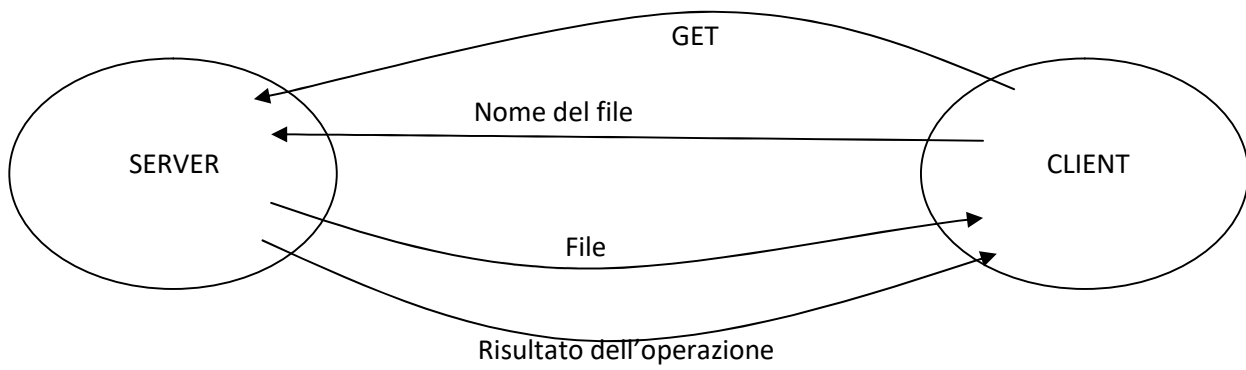 GET
Nome del file
SERVER
CLIENT
File
Risultato dell’operazione